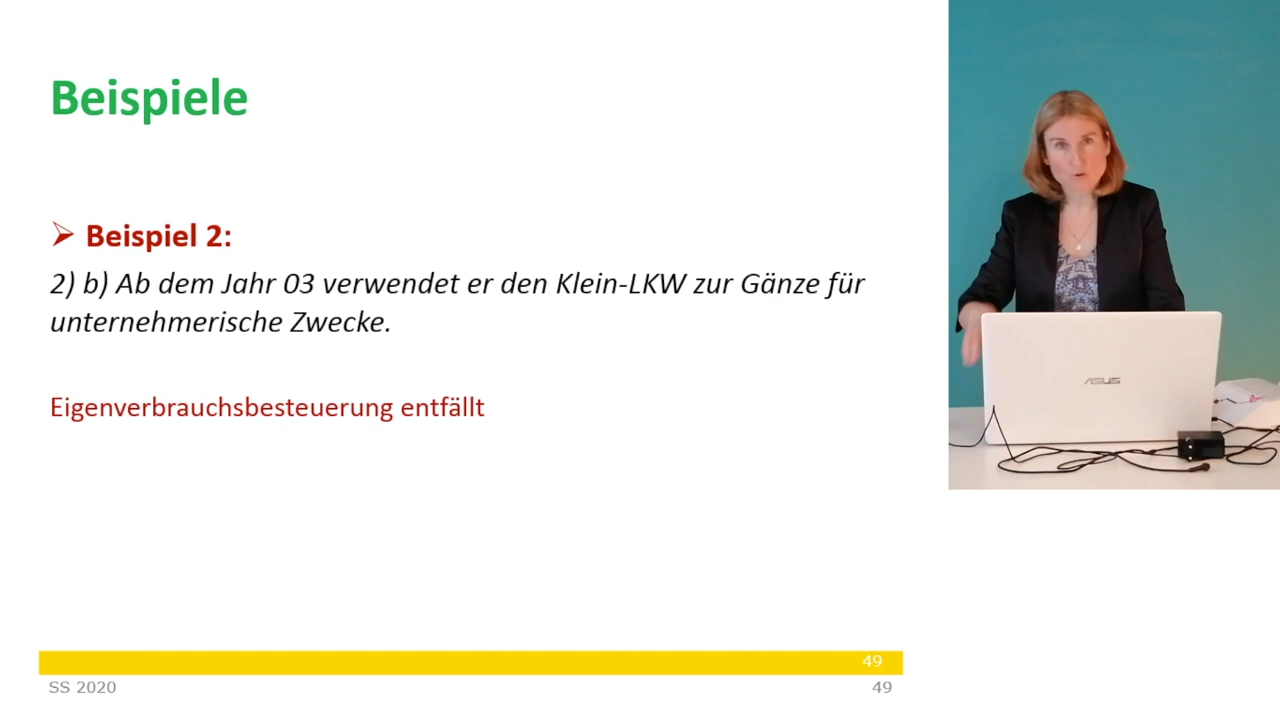 Beispiele
Beispiel 2:
2) b) Ab dem Jahr 03 verwendet er den Klein-LKW zur Gänze für
unternehmerische Zwecke.
Eigenverbrauchsbesteuerung entfällt
49
SS 2020
49
ASUS